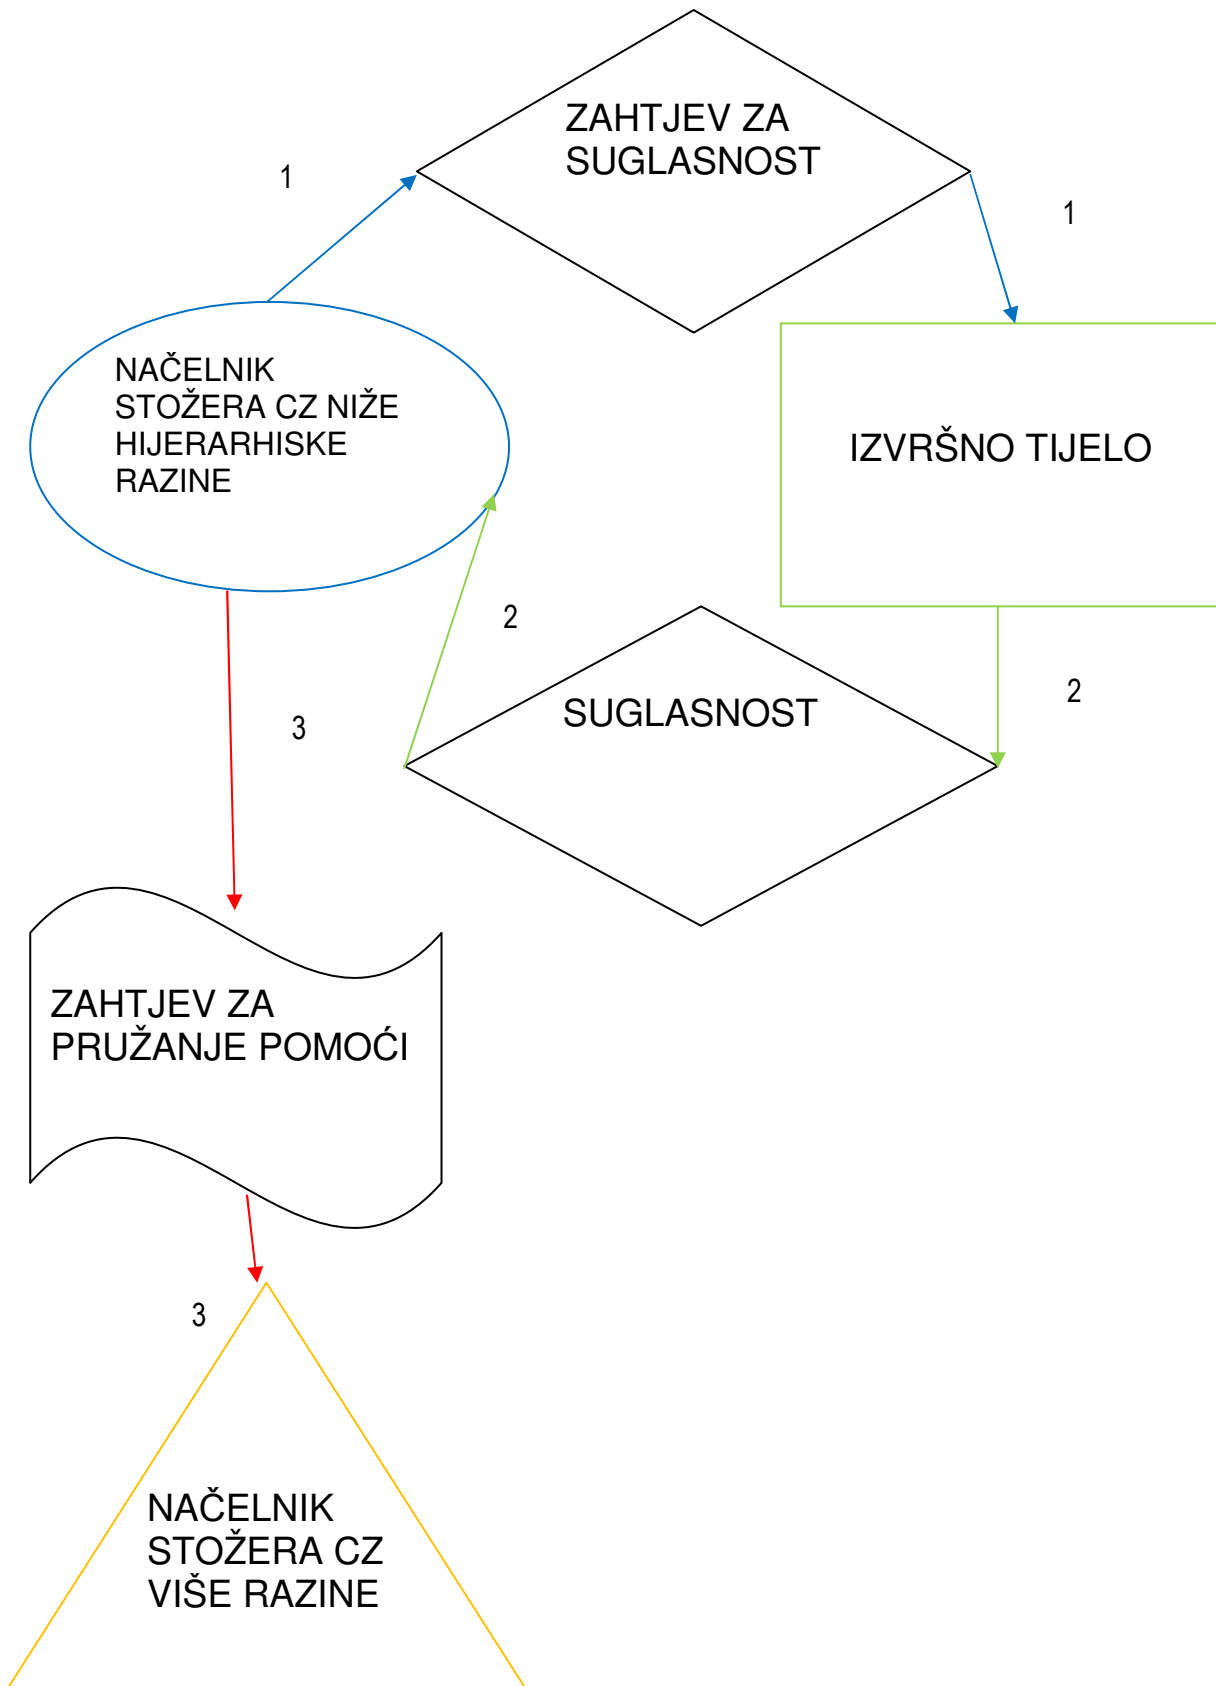 ZAHTJEV ZA
SUGLASNOST
1
1
NAČELNIK
STOŽERA CZ NIŽE
HIJERARHISKE
RAZINE
IZVRŠNO TIJELO
2
SUGLASNOST
2
3
ZAHTJEV ZA
PRUŽANJE POMOĆI
3
NAČELNIK
STOŽERA CZ
VIŠE RAZINE